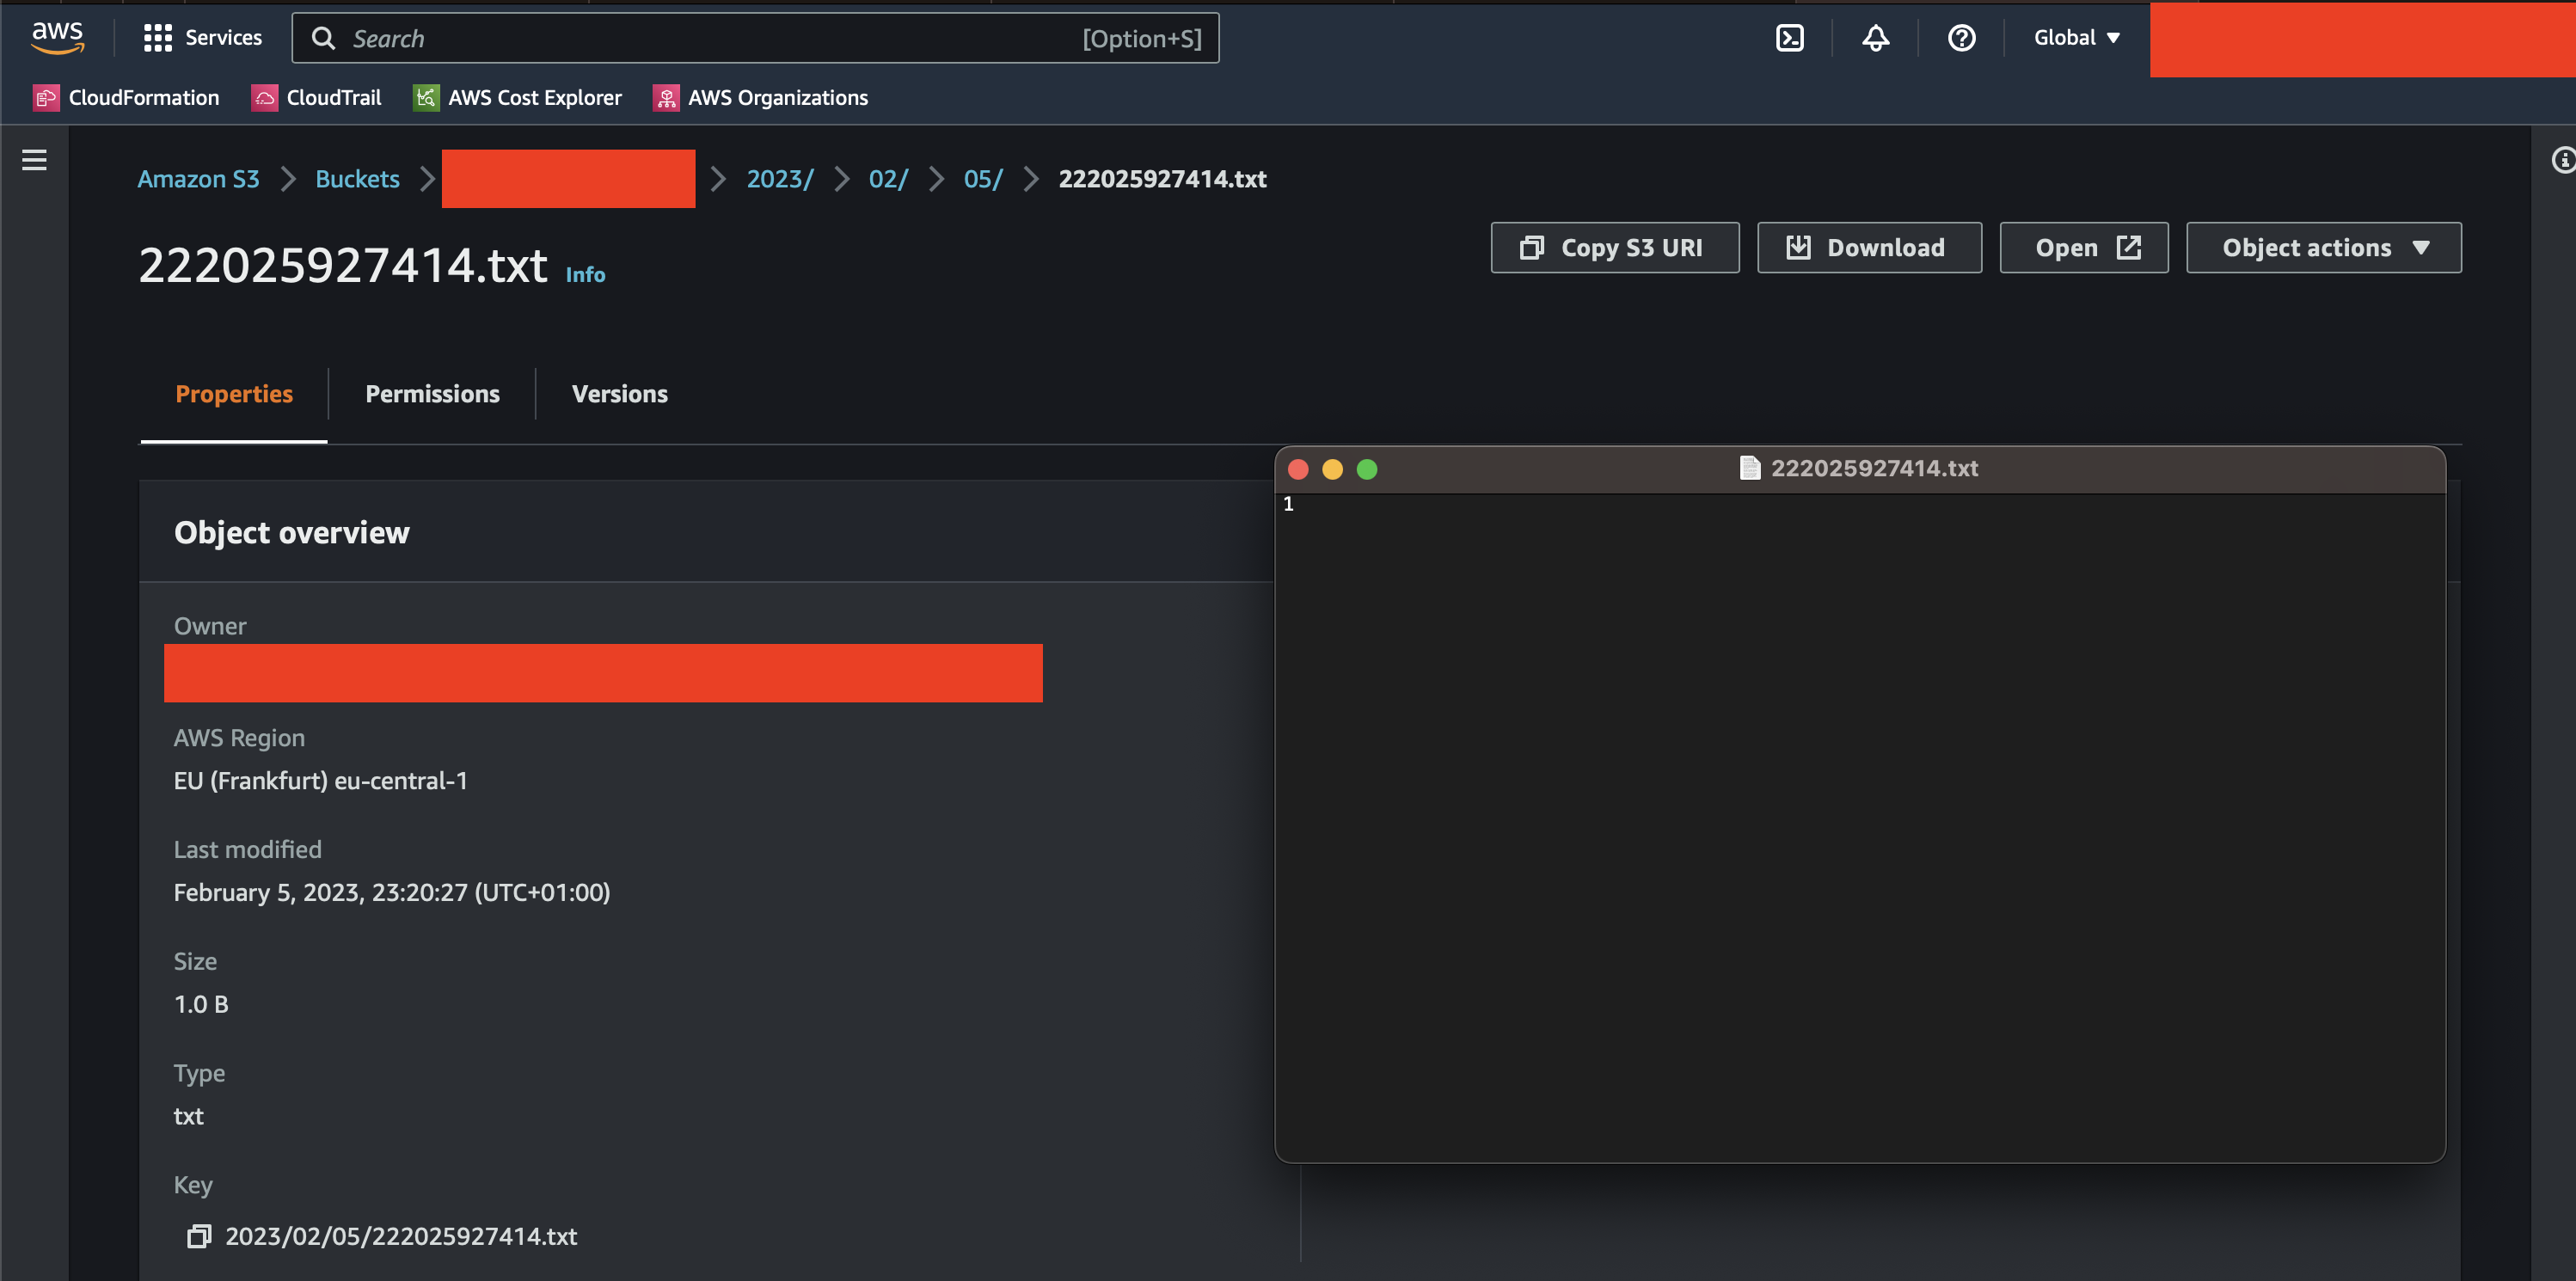 aws Services Search [Option+S] Global
CloudFormation CloudTrail AWS Cost Explorer AWS Organizations
Amazon S3 Buckets 2023/ 02/ 05/ 222025927414.txt
222025927414.txt Info
Copy S3 URI Download Open Object actions
Properties Permissions Versions
222025927414.txt
1
Object overview
Owner
AWS Region
EU (Frankfurt) eu-central-1
Last modified
February 5, 2023, 23:20:27 (UTC+01:00)
Size
1.0 B
Type
txt
Key
2023/02/05/222025927414.txt